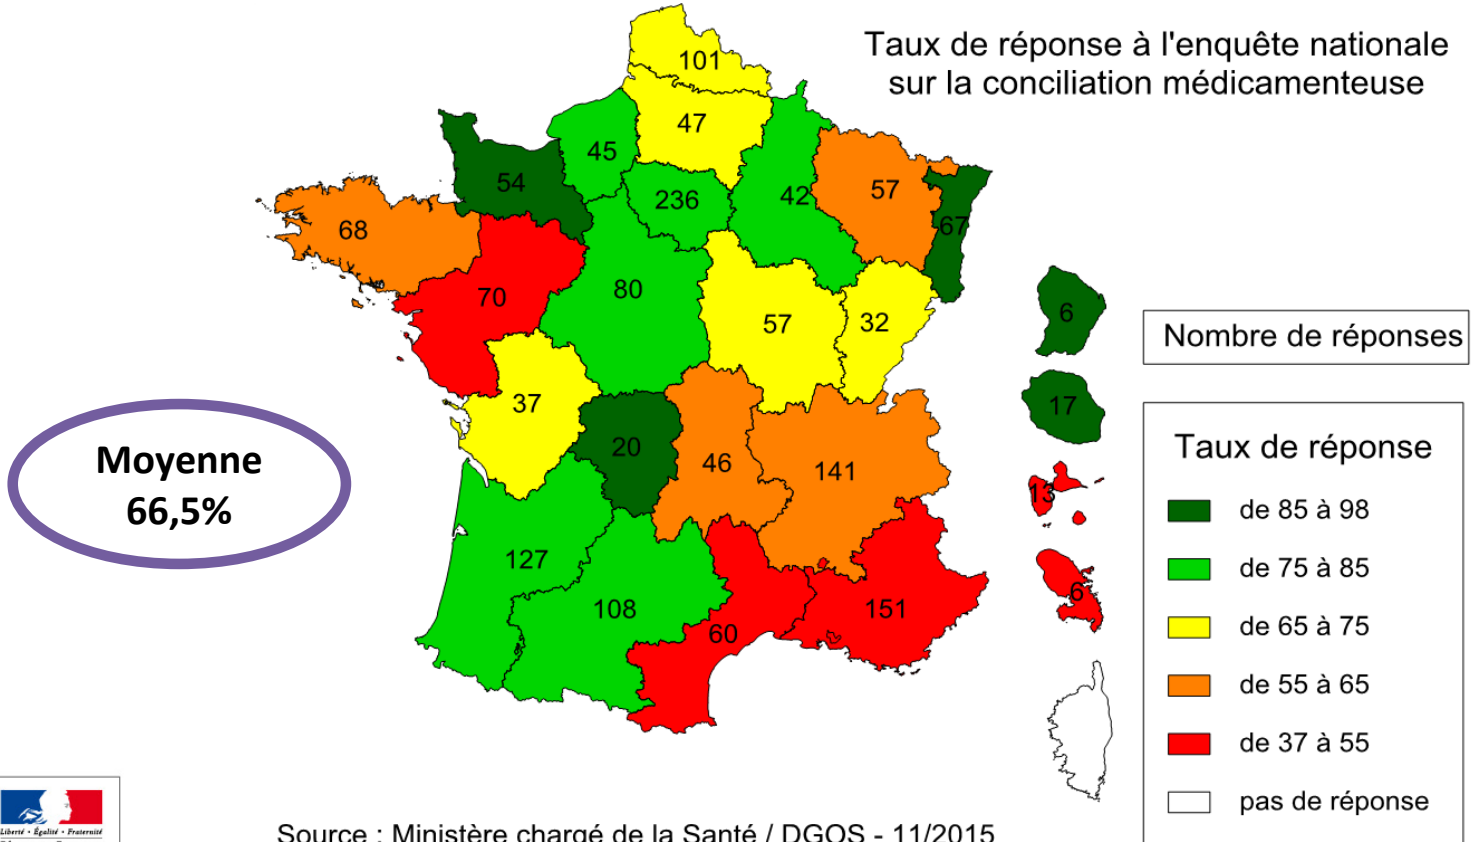 Taux de réponse à l'enquête nationale
sur la conciliation médicamenteuse
101
47
45
54
236
42
57
67
68
70
80
57
32
6
Nombre de réponses
37
17
20
46
141
13
Moyenne
66,5%
127
108
60
151
6
Taux de réponse
de 85 à 98
de 75 à 85
de 65 à 75
de 55 à 65
de 37 à 55
pas de réponse
Liberté • Égalité • Fraternité
Source : Ministère chargé de la Santé / DGOS - 11/2015